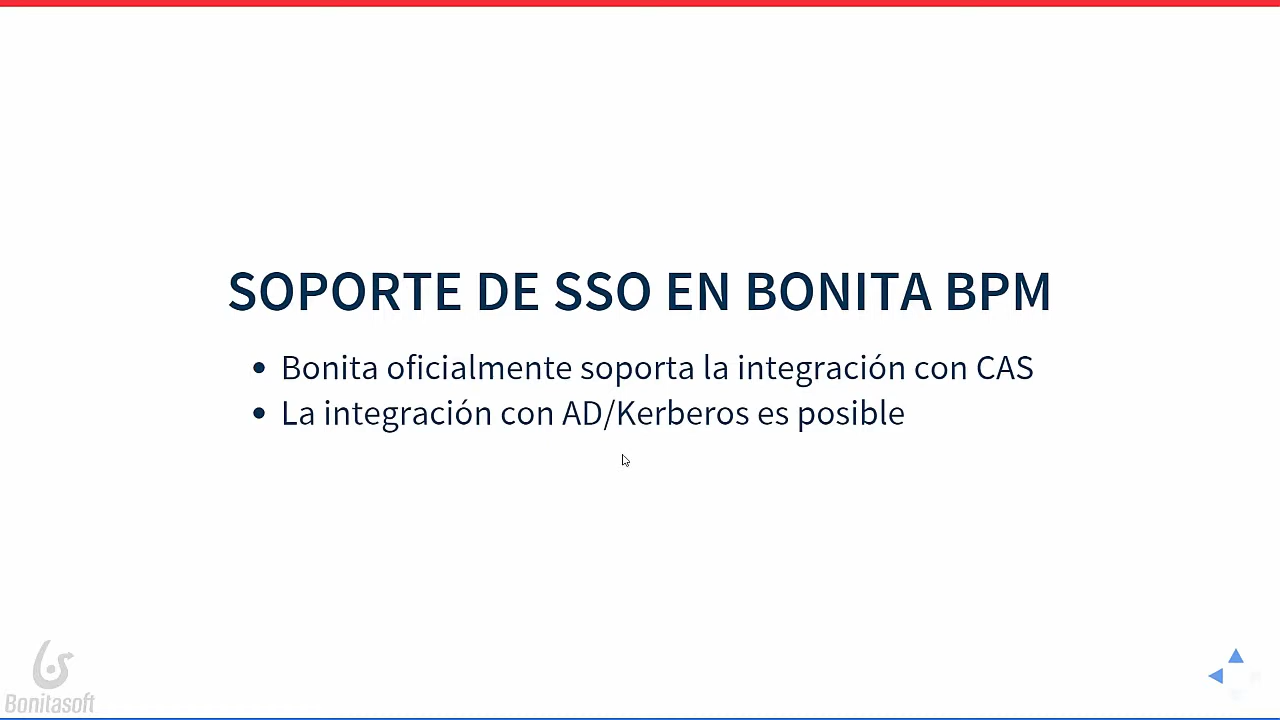 SOPORTE DE SSO EN BONITA BPM
• Bonita oficialmente soporta la integración con CAS
• La integración con AD/Kerberos es posible
Bonitasoft